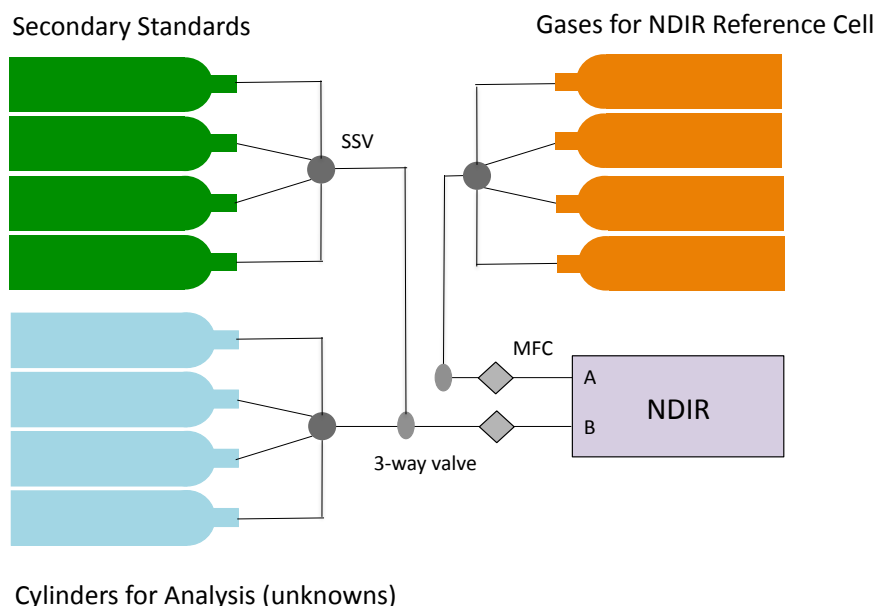 Secondary Standards
Gases for NDIR Reference Cell
SSV
MFC
A
NDIR
B
3-way valve
Cylinders for Analysis (unknowns)